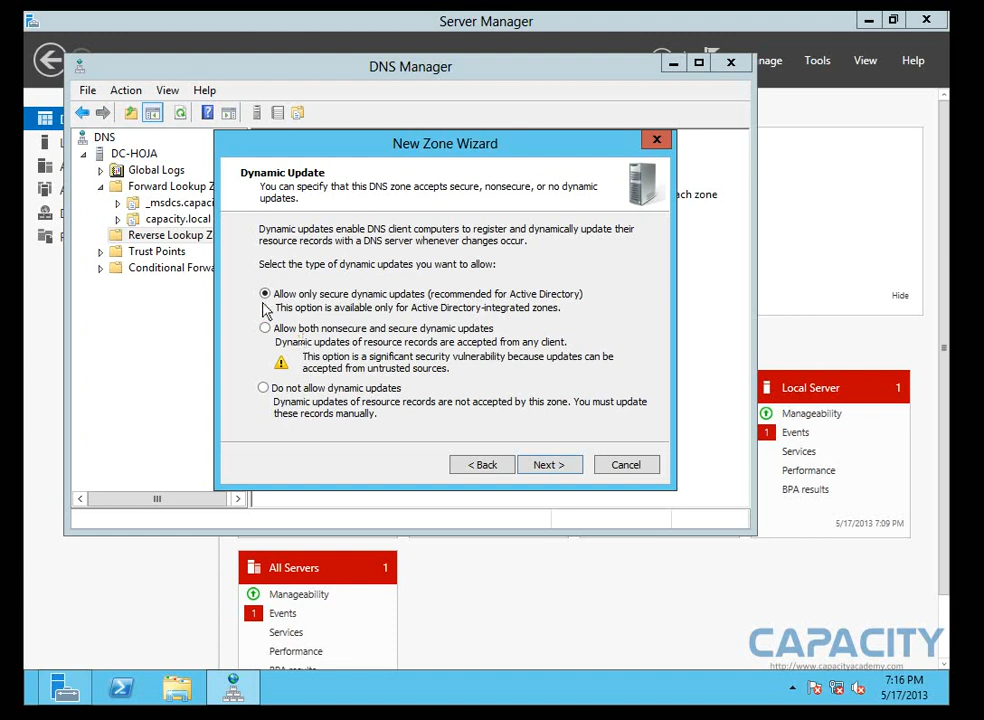 Server Manager
Manage Tools View Help
DNS Manager
File Action View Help
DNS
DC-HOJA
Global Logs
Forward Lookup Z
_msdcs.capaci
capacity.local
Reverse Lookup Z
Trust Points
Conditional Forwa
New Zone Wizard
Dynamic Update
You can specify that this DNS zone accepts secure, nonsecure, or no dynamic
updates.
ach zone
Dynamic updates enable DNS client computers to register and dynamically update their
resource records with a DNS server whenever changes occur.
Select the type of dynamic updates you want to allow:
Allow only secure dynamic updates (recommended for Active Directory)
This option is available only for Active Directory-integrated zones.
Allow both nonsecure and secure dynamic updates
Dynamic updates of resource records are accepted from any client.
This option is a significant security vulnerability because updates can be
accepted from untrusted sources.
Do not allow dynamic updates
Dynamic updates of resource records are not accepted by this zone. You must update
these records manually.
< Back Next > Cancel
Hide
Local Server 1
Manageability
1 Events
Services
Performance
BPA results
5/17/2013 7:09 PM
All Servers 1
Manageability
1 Events
Services
Performance
CAPACITY
http://www.capacityacademy.com
7:16 PM
5/17/2013